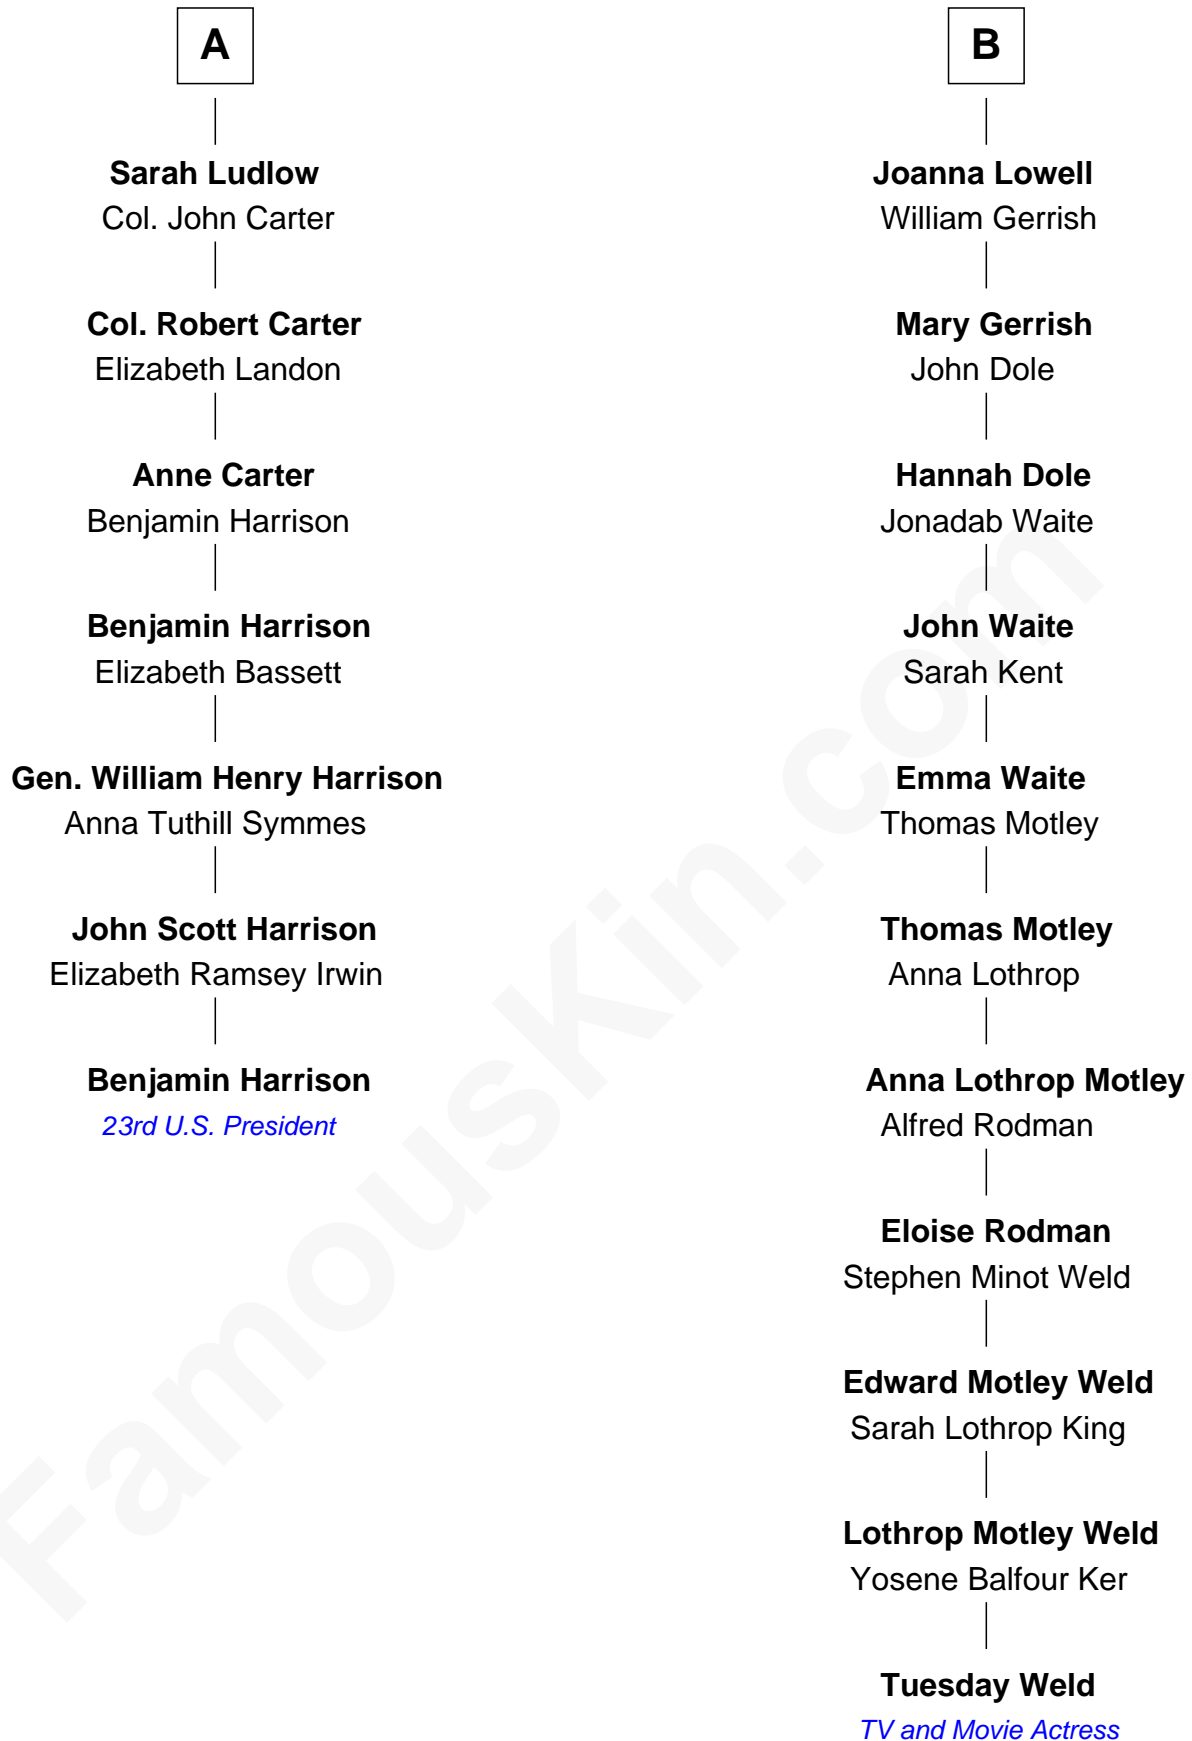 A
Sarah Ludlow
Col. John Carter
Col. Robert Carter
Elizabeth Landon
Anne Carter
Benjamin Harrison
Benjamin Harrison
Elizabeth Bassett
Gen. William Henry Harrison
Anna Tuthill Symmes
John Scott Harrison
Elizabeth Ramsey Irwin
Benjamin Harrison
23rd U.S. President
B
Joanna Lowell
William Gerrish
Mary Gerrish
John Dole
Hannah Dole
Jonadab Waite
John Waite
Sarah Kent
Emma Waite
Thomas Motley
Thomas Motley
Anna Lothrop
Anna Lothrop Motley
Alfred Rodman
Eloise Rodman
Stephen Minot Weld
Edward Motley Weld
Sarah Lothrop King
Lothrop Motley Weld
Yosene Balfour Ker
Tuesday Weld
TV and Movie Actress
FamousKin.com